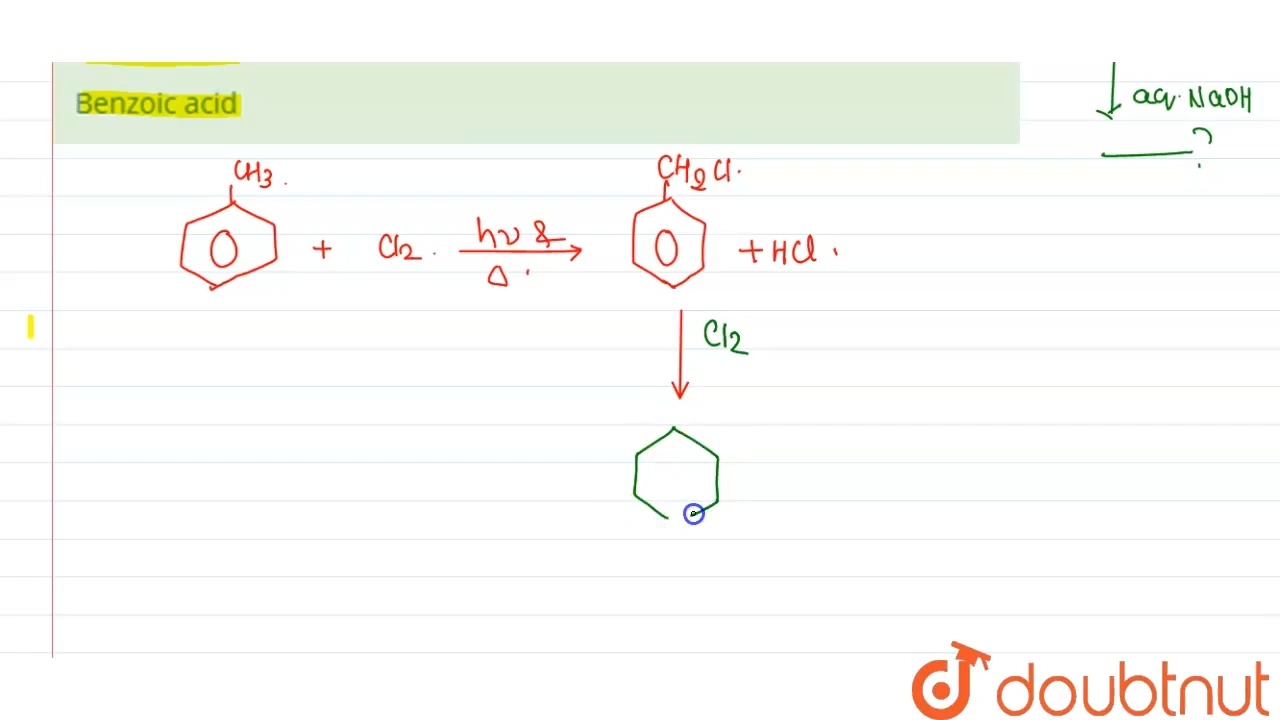 Benzoic acid
aq. NaOH
?
CH3.
+ Cl2. hν &
Δ.
CH2Cl.
+ HCl.
Cl2
doubtnut